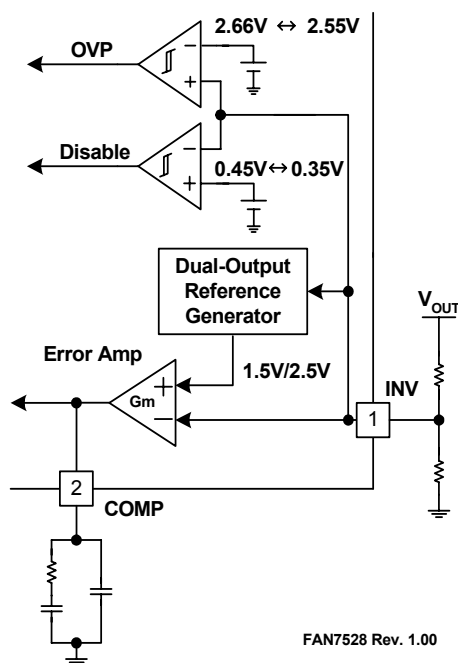 2.66V ↔ 2.55V
OVP
−
+
Disable
−
0.45V↔0.35V
+
Dual-Output
Reference
Generator
V_OUT
Error Amp
1.5V/2.5V
+
Gm
−
INV
1
2
COMP
FAN7528 Rev. 1.00